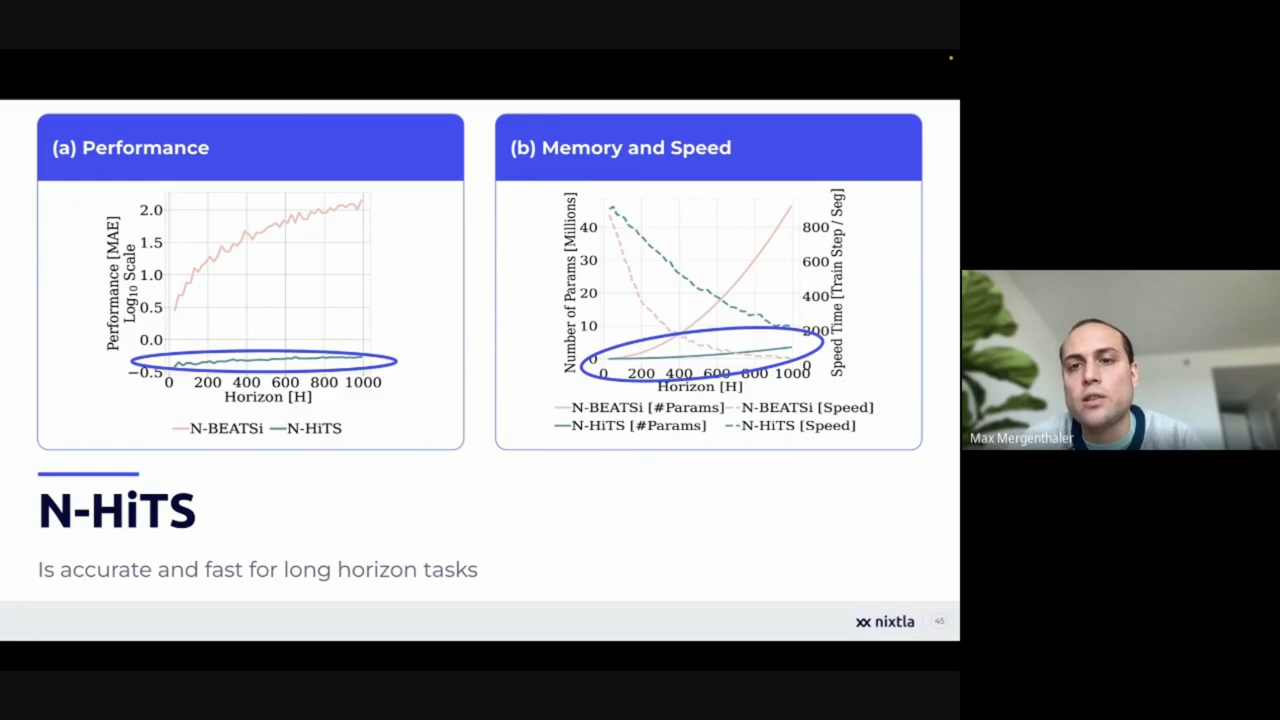 (a) Performance
2.0
1.5
1.0
0.5
0.0
−0.5
Performance [MAE]
Log10 Scale
0 200 400 600 800 1000
Horizon [H]
N-BEATSi N-HiTS
(b) Memory and Speed
40
30
20
10
0
Number of Params [Millions]
800
600
400
200
0
Speed Time [Train Step / Seg]
0 200 400 600 800 1000
Horizon [H]
N-BEATSi [#Params] N-BEATSi [Speed]
N-HiTS [#Params] N-HiTS [Speed]
N-HiTS
Is accurate and fast for long horizon tasks
nixtla 45
Max Mergenthaler